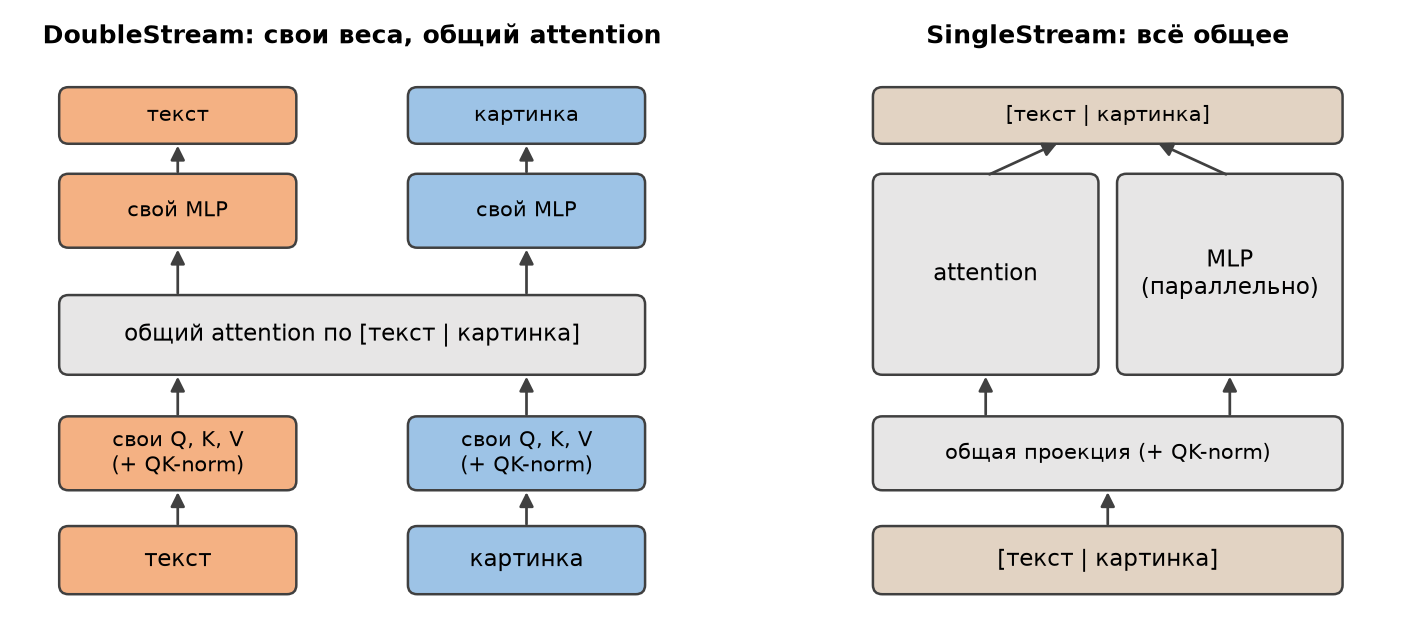 DoubleStream: свои веса, общий attention
текст
картинка
свой MLP
свой MLP
общий attention по [текст | картинка]
свои Q, K, V
(+ QK-norm)
свои Q, K, V
(+ QK-norm)
текст
картинка
SingleStream: всё общее
[текст | картинка]
attention
MLP
(параллельно)
общая проекция (+ QK-norm)
[текст | картинка]